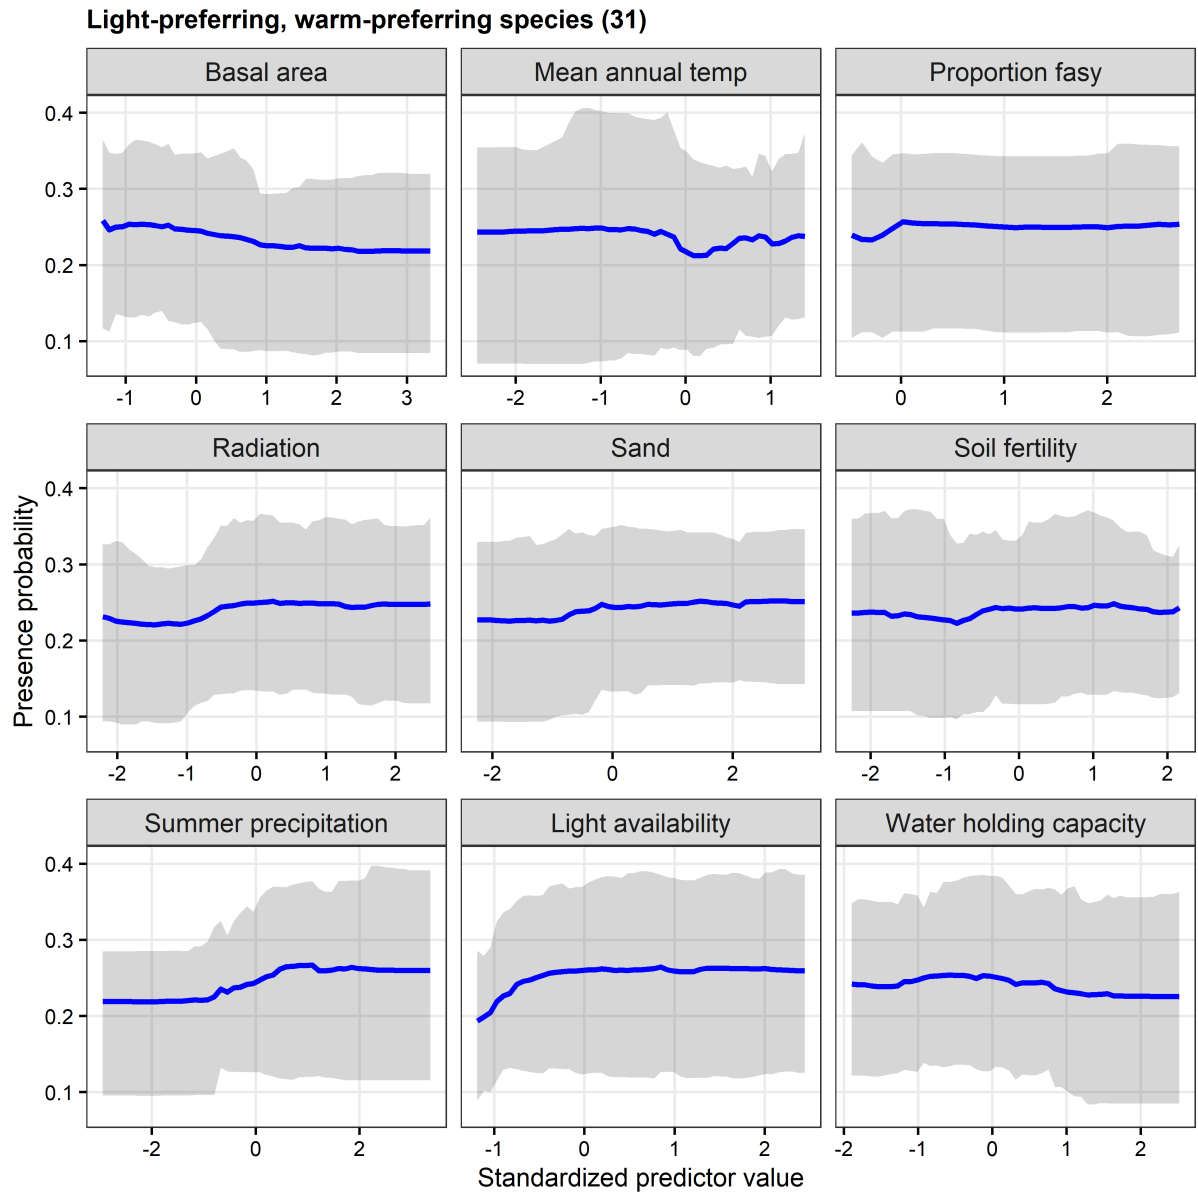 Light-preferring, warm-preferring species (31)
Basal area
Mean annual temp
Proportion fasy
0.4
0.3
0.2
0.1
-1 0 1 2 3
-2 -1 0 1
0 1 2
Radiation
Sand
Soil fertility
Presence probability
0.4
0.3
0.2
0.1
-2 -1 0 1 2
-2 0 2
-2 -1 0 1 2
Summer precipitation
Light availability
Water holding capacity
0.4
0.3
0.2
0.1
-2 0 2
-1 0 1 2
-2 -1 0 1 2
Standardized predictor value